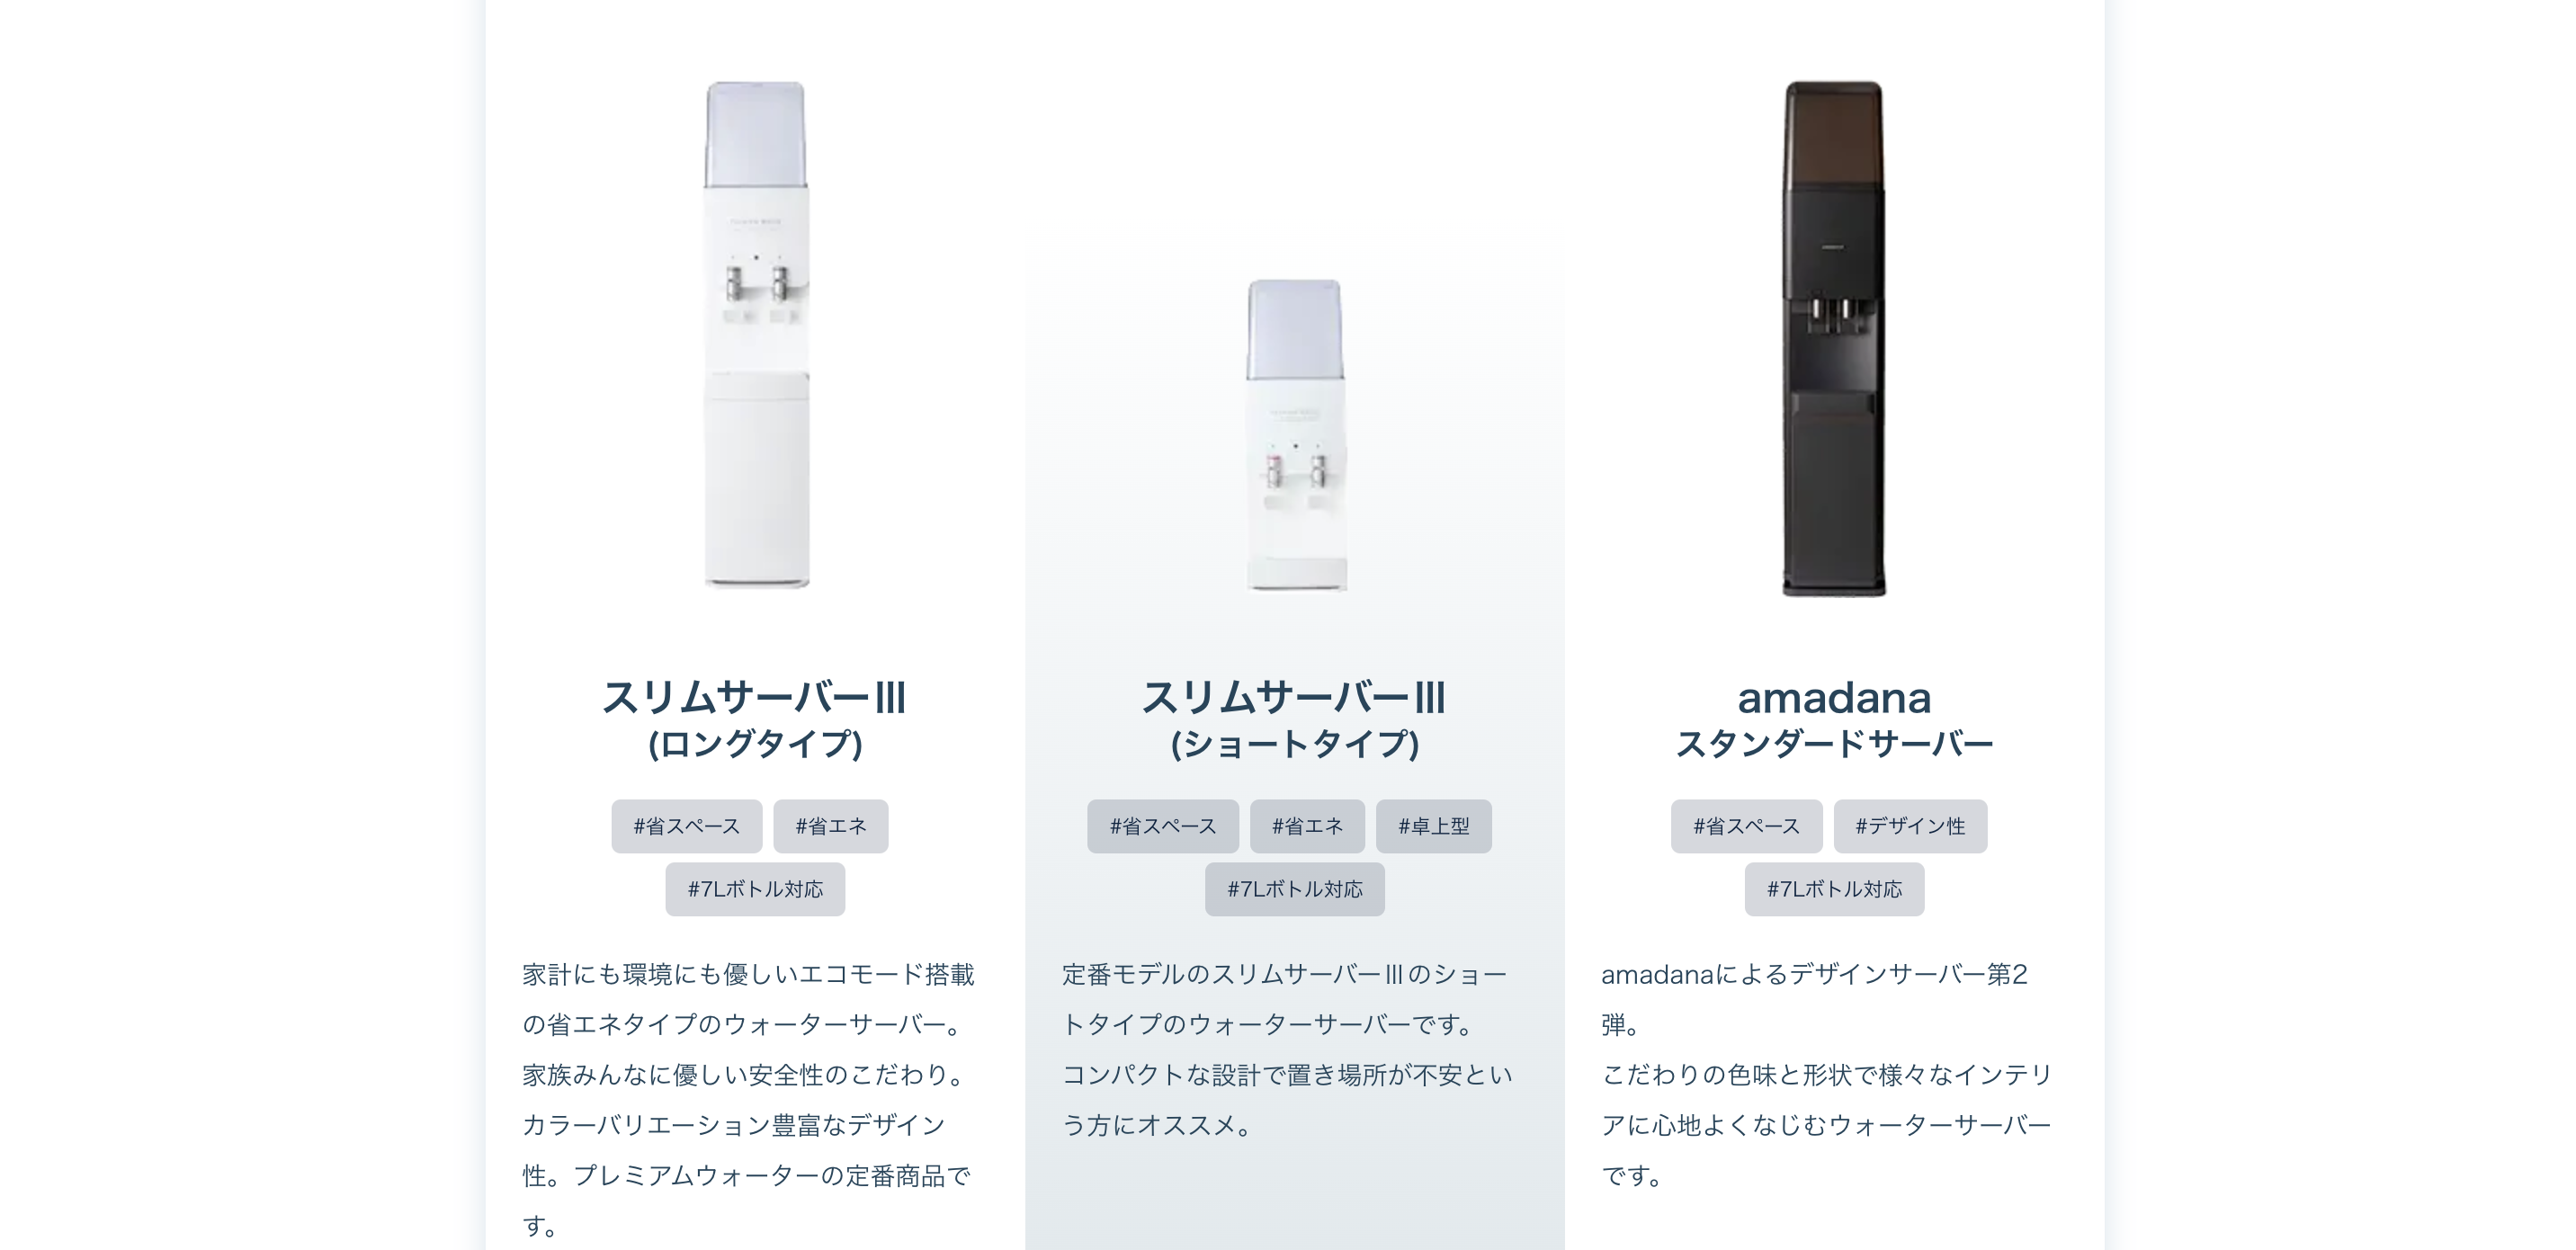 スリムサーバーⅢ
(ロングタイプ)
#省スペース #省エネ
#7Lボトル対応
家計にも環境にも優しいエコモード搭載
の省エネタイプのウォーターサーバー。
家族みんなに優しい安全性のこだわり。
カラーバリエーション豊富なデザイン
性。プレミアムウォーターの定番商品で
す。
スリムサーバーⅢ
(ショートタイプ)
#省スペース #省エネ #卓上型
#7Lボトル対応
定番モデルのスリムサーバーⅢのショー
トタイプのウォーターサーバーです。
コンパクトな設計で置き場所が不安とい
う方にオススメ。
amadana
スタンダードサーバー
#省スペース #デザイン性
#7Lボトル対応
amadanaによるデザインサーバー第2
弾。
こだわりの色味と形状で様々なインテリ
アに心地よくなじむウォーターサーバー
です。